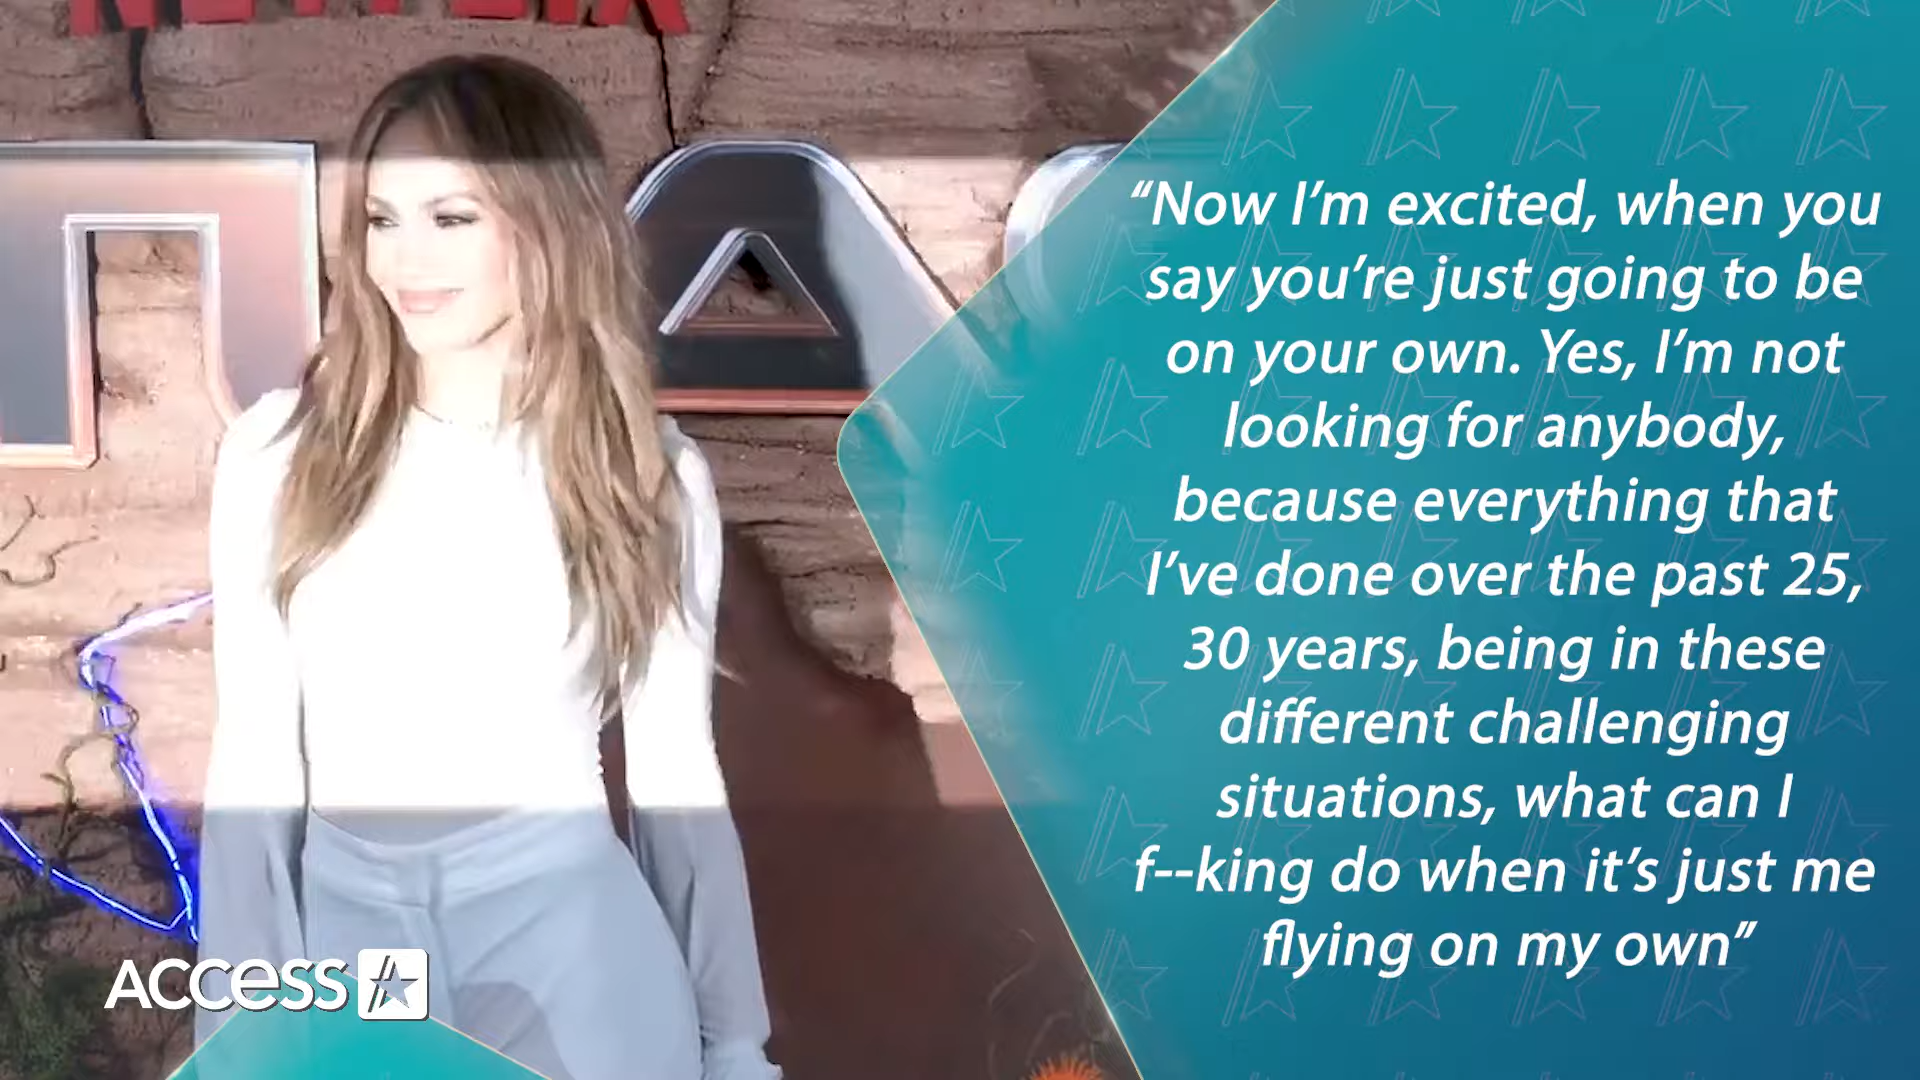 NETFLIX
“Now I’m excited, when you
say you’re just going to be
on your own. Yes, I’m not
looking for anybody,
because everything that
I’ve done over the past 25,
30 years, being in these
different challenging
situations, what can I
f--king do when it’s just me
flying on my own”
ACCESS